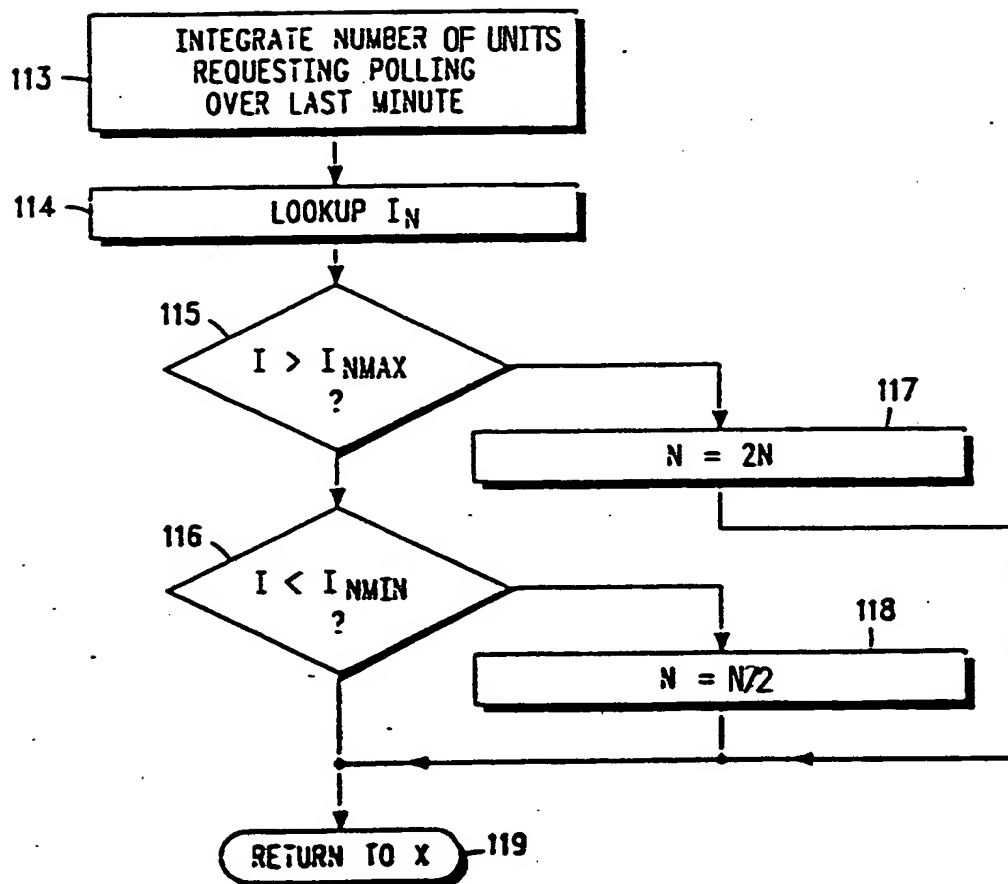 INTEGRATE NUMBER OF UNITS
REQUESTING POLLING
OVER LAST MINUTE
113
LOOKUP I_N
114
115
I > I_NMAX
?
117
N = 2N
116
I < I_NMIN
?
118
N = N/2
RETURN TO X
119